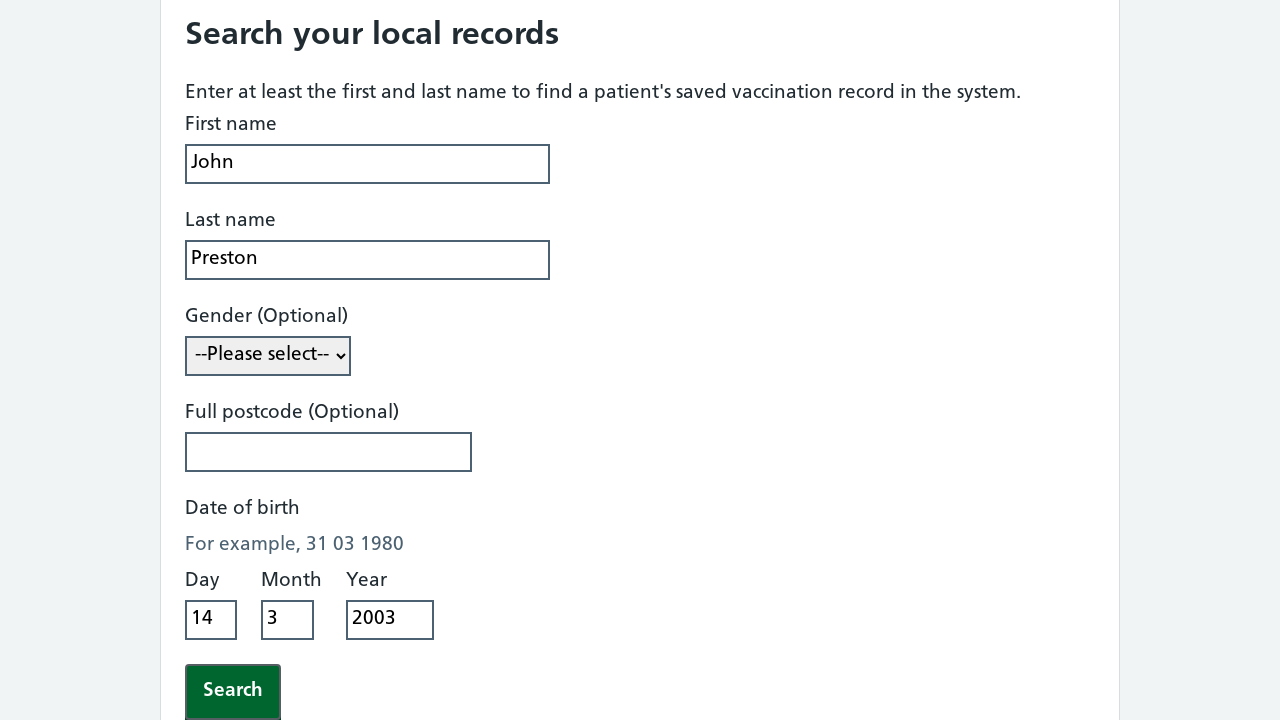 Search your local records
Enter at least the first and last name to find a patient's saved vaccination record in the system.
First name
John
Last name
Preston
Gender (Optional)
--Please select--
Full postcode (Optional)
Date of birth
For example, 31 03 1980
Day Month Year
14 3 2003
Search